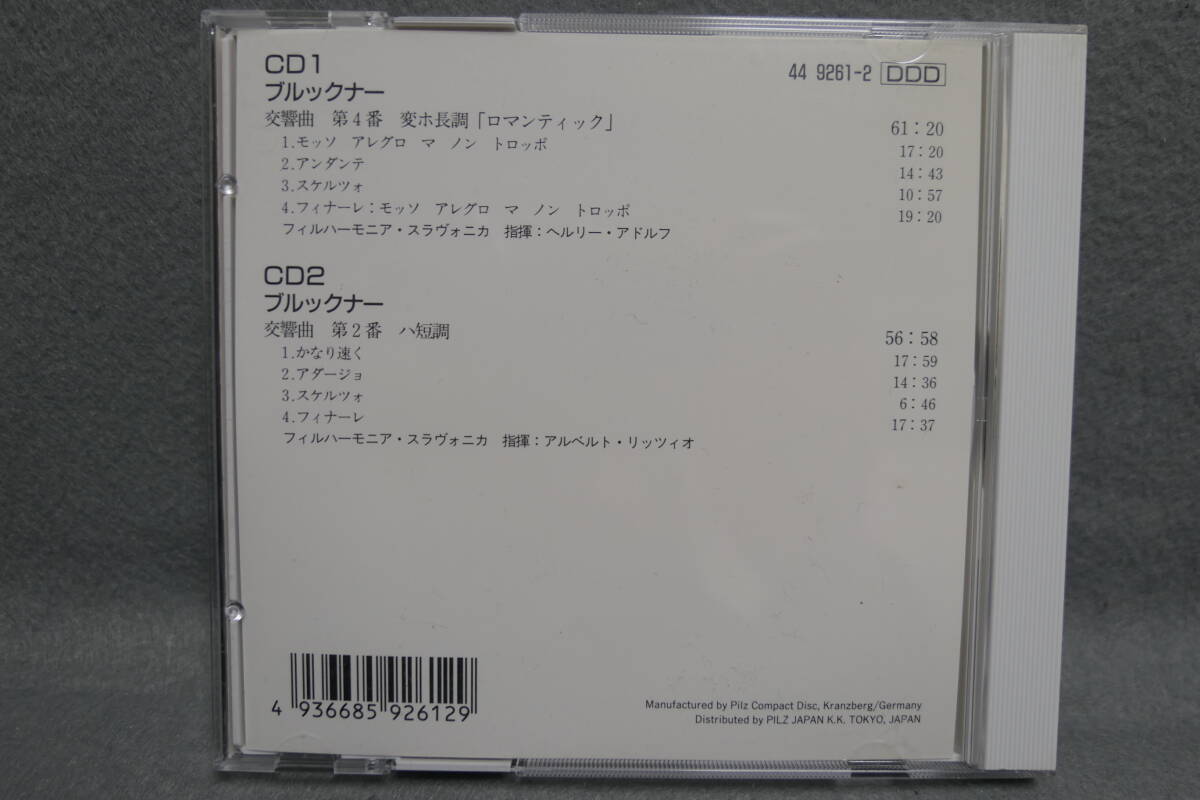 CD1 44 9261-2 DDD
ブルックナー
交響曲 第4番 変ホ長調「ロマンティック」 61：20
1.モッソ アレグロ マ ノン トロッポ 17：20
2.アンダンテ 14：43
3.スケルツォ 10：57
4.フィナーレ：モッソ アレグロ マ ノン トロッポ 19：20
フィルハーモニア・スラヴォニカ 指揮：ヘルリー・アドルフ
CD2
ブルックナー
交響曲 第2番 ハ短調 56：58
1.かなり速く 17：59
2.アダージョ 14：36
3.スケルツォ 6：46
4.フィナーレ 17：37
フィルハーモニア・スラヴォニカ 指揮：アルベルト・リッツィオ
4 936685 926129
Manufactured by Pilz Compact Disc, Kranzberg/Germany
Distributed by PILZ JAPAN K.K. TOKYO, JAPAN